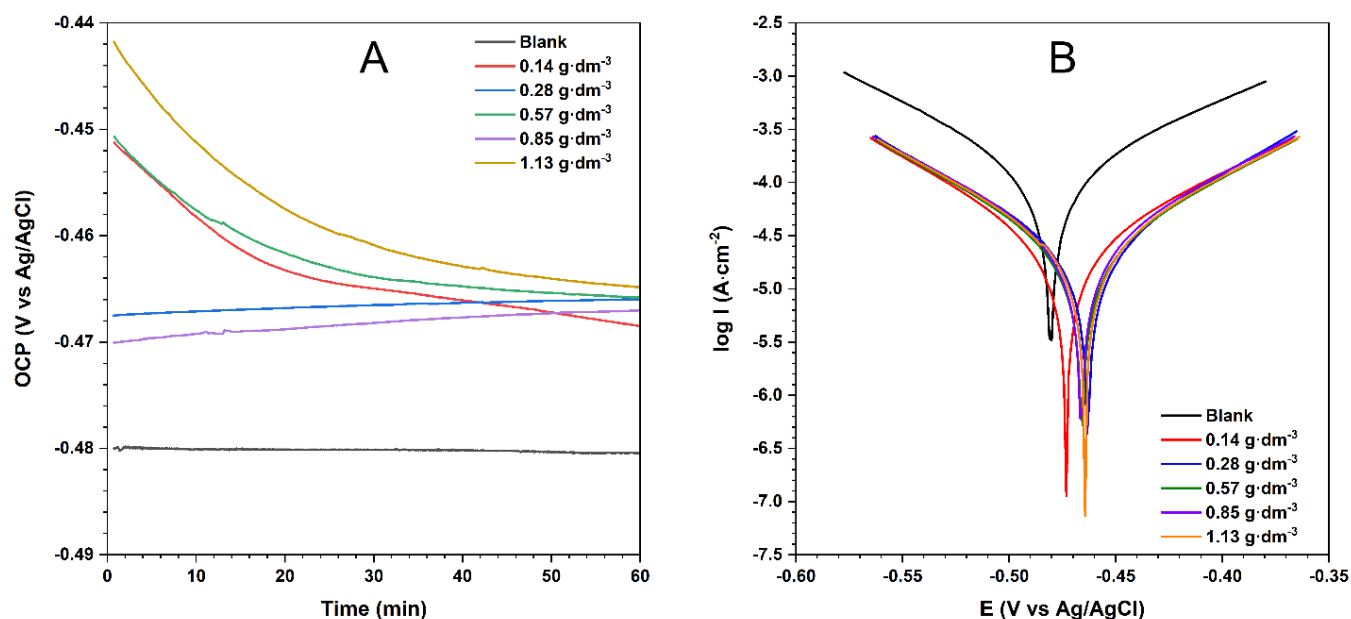 A
Blank
0.14 g·dm⁻³
0.28 g·dm⁻³
0.57 g·dm⁻³
0.85 g·dm⁻³
1.13 g·dm⁻³
-0.44
-0.45
-0.46
-0.47
-0.48
-0.49
OCP (V vs Ag/AgCl)
0 10 20 30 40 50 60
Time (min)
B
-2.5
-3.0
-3.5
-4.0
-4.5
-5.0
-5.5
-6.0
-6.5
-7.0
-7.5
log I (A·cm⁻²)
Blank
0.14 g·dm⁻³
0.28 g·dm⁻³
0.57 g·dm⁻³
0.85 g·dm⁻³
1.13 g·dm⁻³
-0.60 -0.55 -0.50 -0.45 -0.40 -0.35
E (V vs Ag/AgCl)